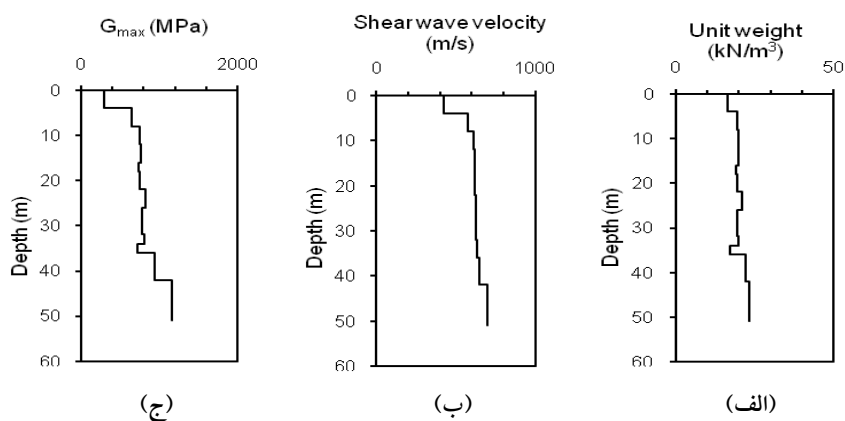 G_max (MPa)
0 2000
0
10
20
30
40
50
60
Depth (m)
(ج)
Shear wave velocity
(m/s)
0 1000
0
10
20
30
40
50
60
Depth (m)
(ب)
Unit weight
(kN/m³)
0 50
0
10
20
30
40
50
60
Depth (m)
(الف)